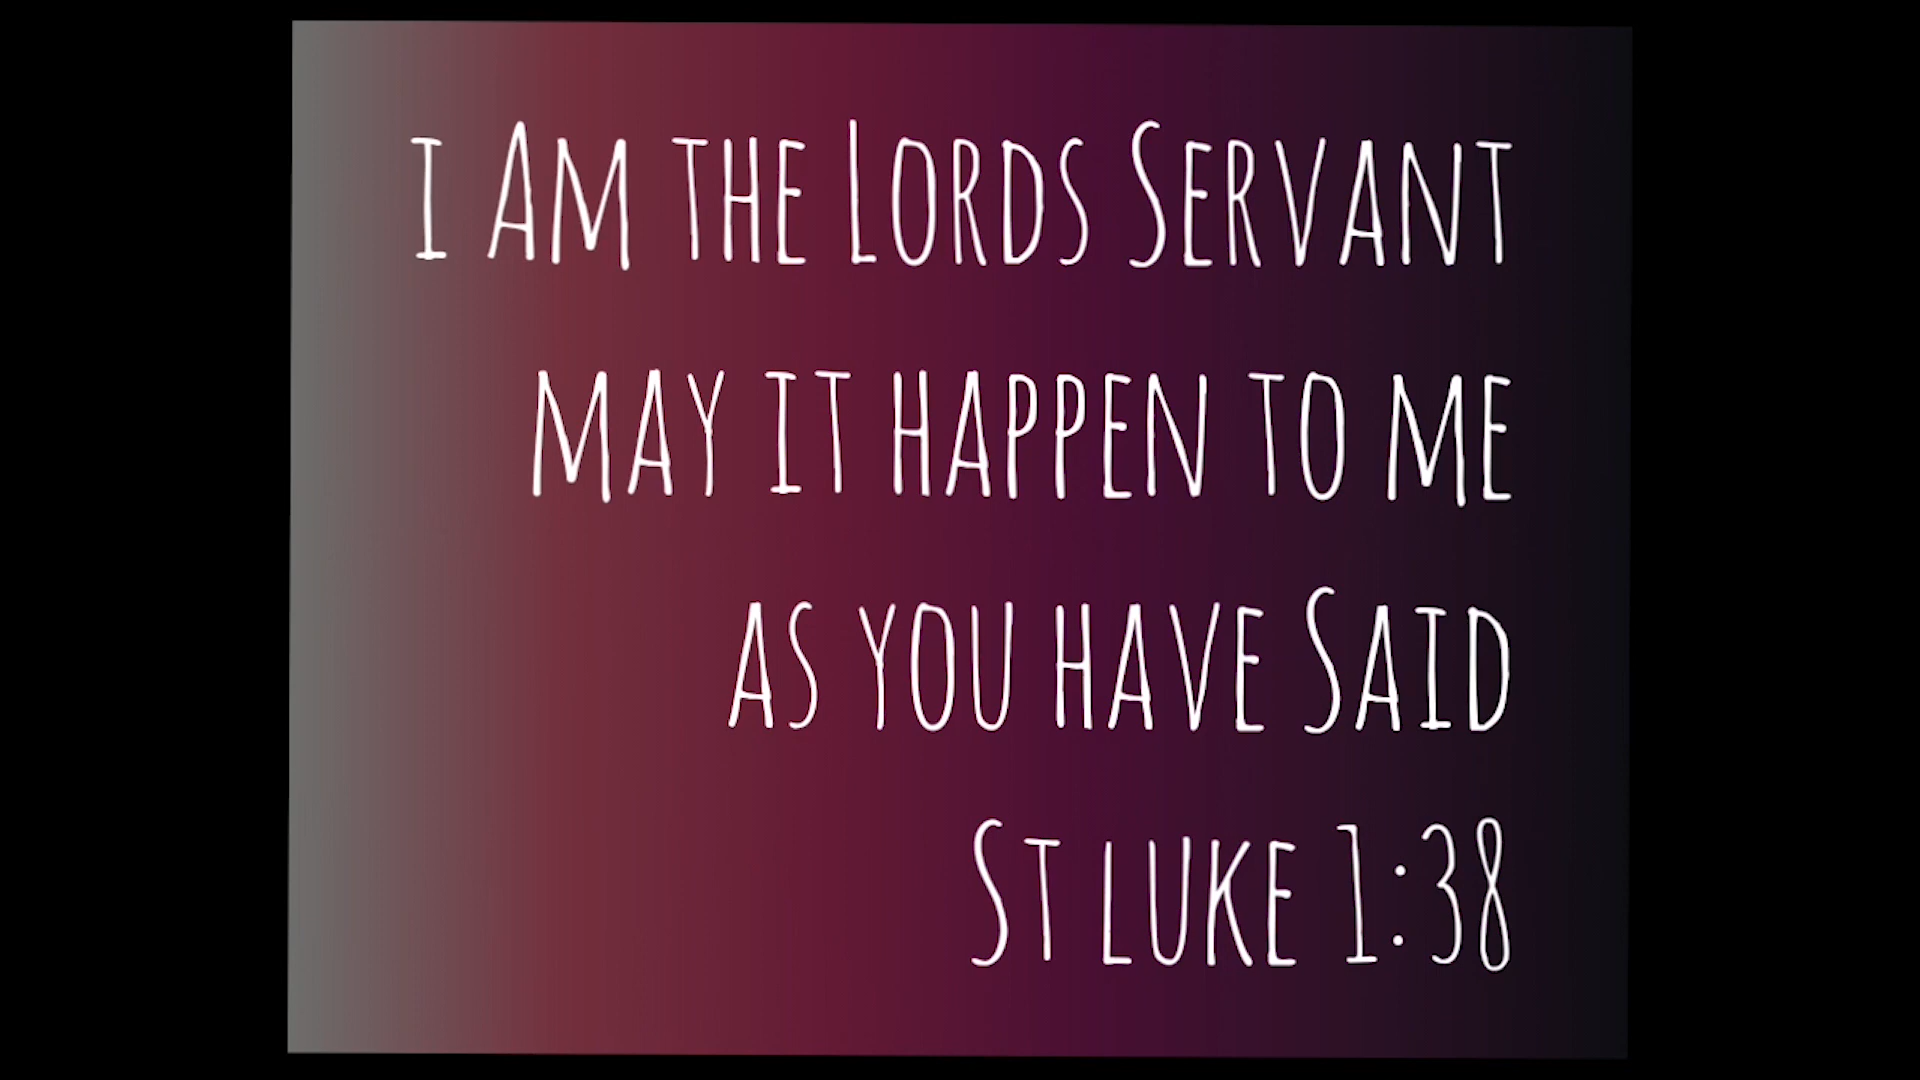 i Am the Lords Servant
may it happen to me
as you have Said
St luke 1:38